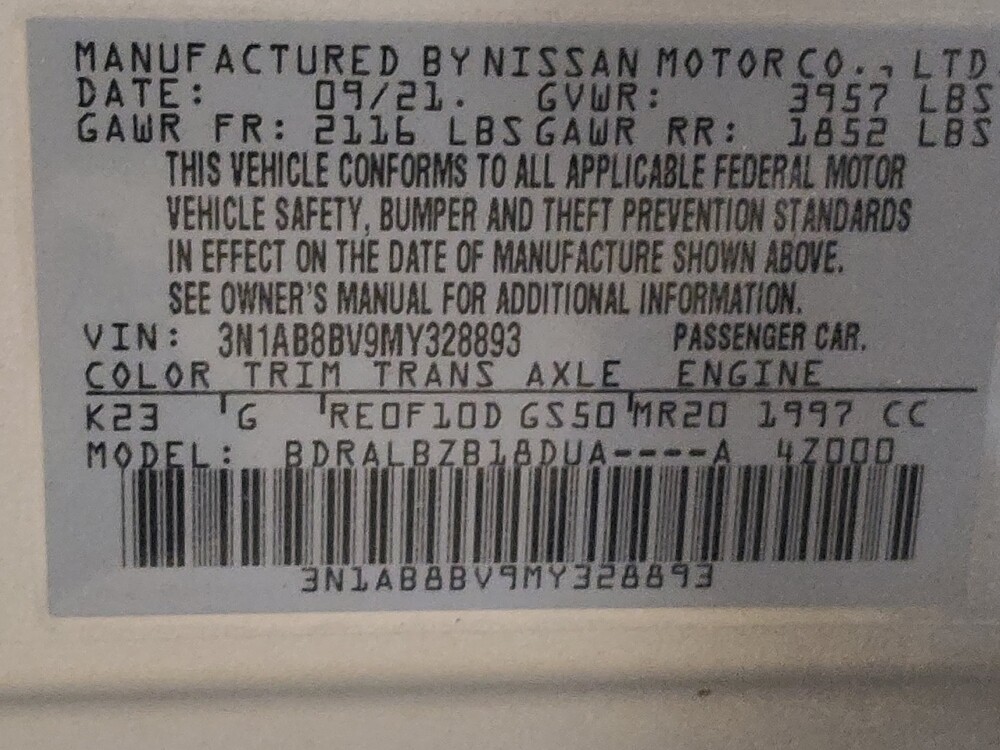 MANUFACTURED BY NISSAN MOTOR CO., LTD.
DATE: 09/21. GVWR: 3957 LBS
GAWR FR: 2116 LBS GAWR RR: 1852 LBS
THIS VEHICLE CONFORMS TO ALL APPLICABLE FEDERAL MOTOR
VEHICLE SAFETY, BUMPER AND THEFT PREVENTION STANDARDS
IN EFFECT ON THE DATE OF MANUFACTURE SHOWN ABOVE.
SEE OWNER'S MANUAL FOR ADDITIONAL INFORMATION.
VIN: 3N1AB8BV9MY328893 PASSENGER CAR.
COLOR TRIM TRANS AXLE ENGINE
K23 G RE0F10D GS50 MR20 1997 CC
MODEL: BDRALBZB18DUA----A 4Z000
3N1AB8BV9MY328893